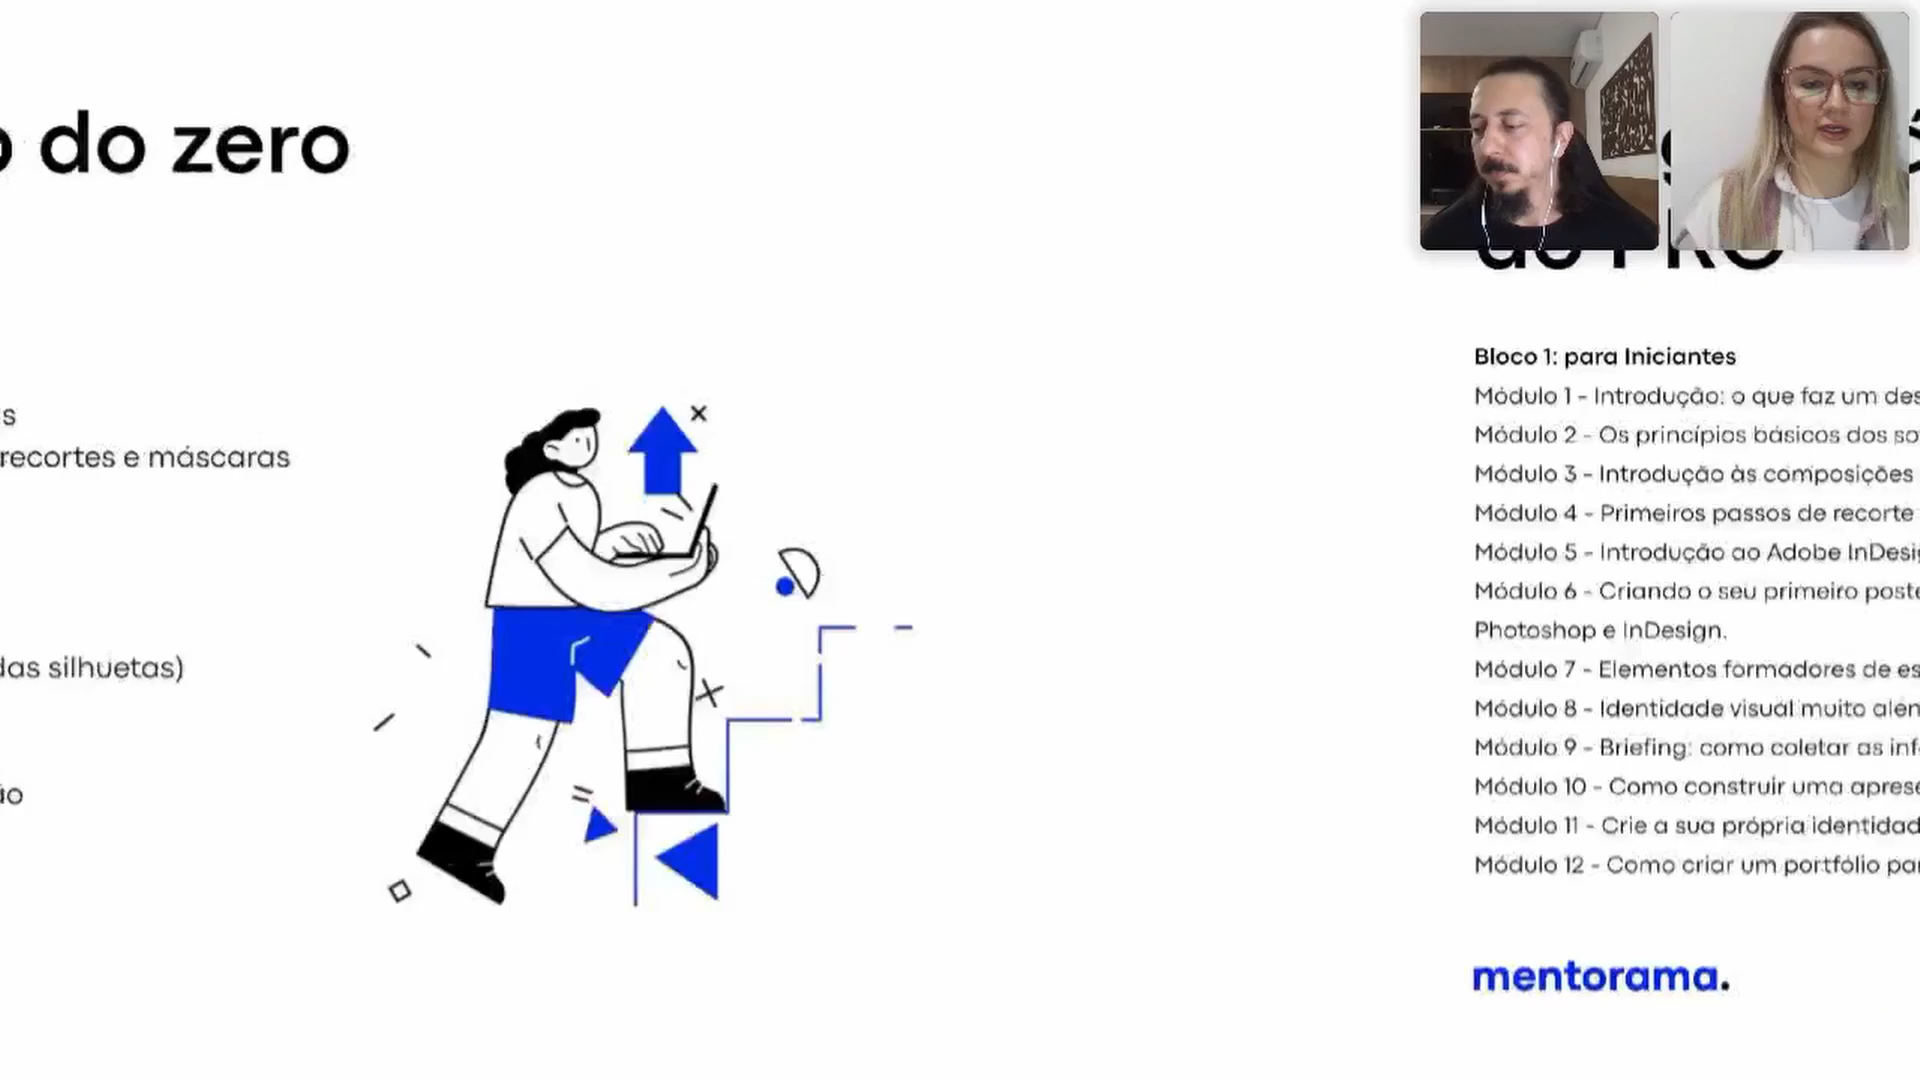 do zero
s
recortes e máscaras
das silhuetas)
ão
do PRO
Bloco 1: para Iniciantes
Módulo 1 - Introdução: o que faz um des
Módulo 2 - Os princípios básicos dos so
Módulo 3 - Introdução às composições
Módulo 4 - Primeiros passos de recorte
Módulo 5 - Introdução ao Adobe InDesi
Módulo 6 - Criando o seu primeiro poste
Photoshop e InDesign.
Módulo 7 - Elementos formadores de es
Módulo 8 - Identidade visual muito alén
Módulo 9 - Briefing: como coletar as inf
Módulo 10 - Como construir uma aprese
Módulo 11 - Crie a sua própria identidad
Módulo 12 - Como criar um portfólio par
mentorama.